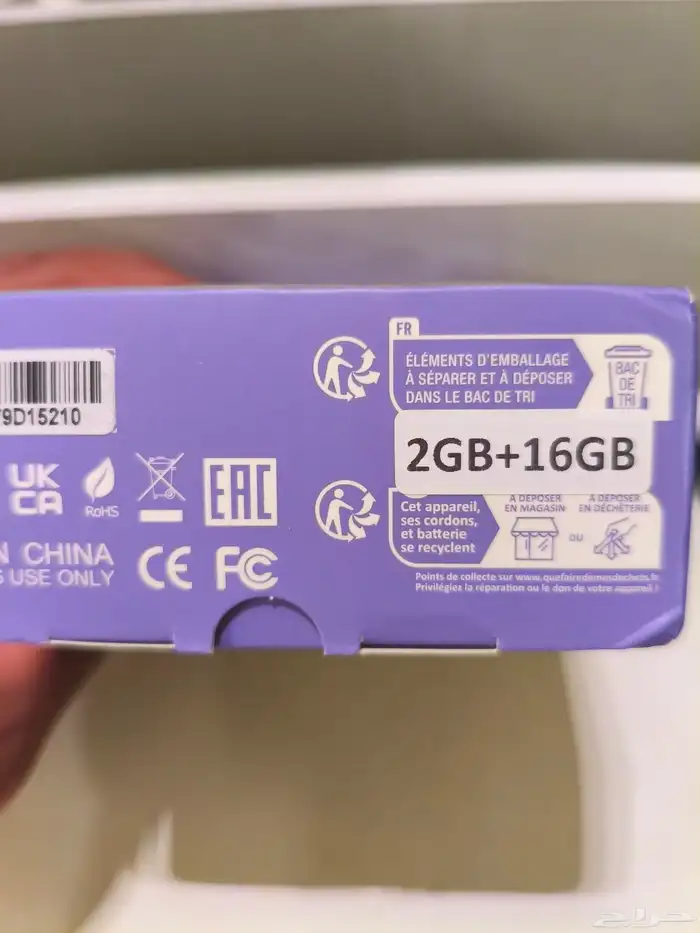 FR
ÉLÉMENTS D'EMBALLAGE
À SÉPARER ET À DÉPOSER
DANS LE BAC DE TRI
BAC
DE
TRI
9D15210
2GB+16GB
UK
CA
RoHS
EAC
Cet appareil,
ses cordons,
et batterie
se recyclent
À DÉPOSER
EN MAGASIN
OU
À DÉPOSER
EN DÉCHÈTERIE
CHINA
USE ONLY
CE FC
Points de collecte sur www.quefairedemesdechets.fr
Privilégiez la réparation ou le don de votre appareil !
حراج